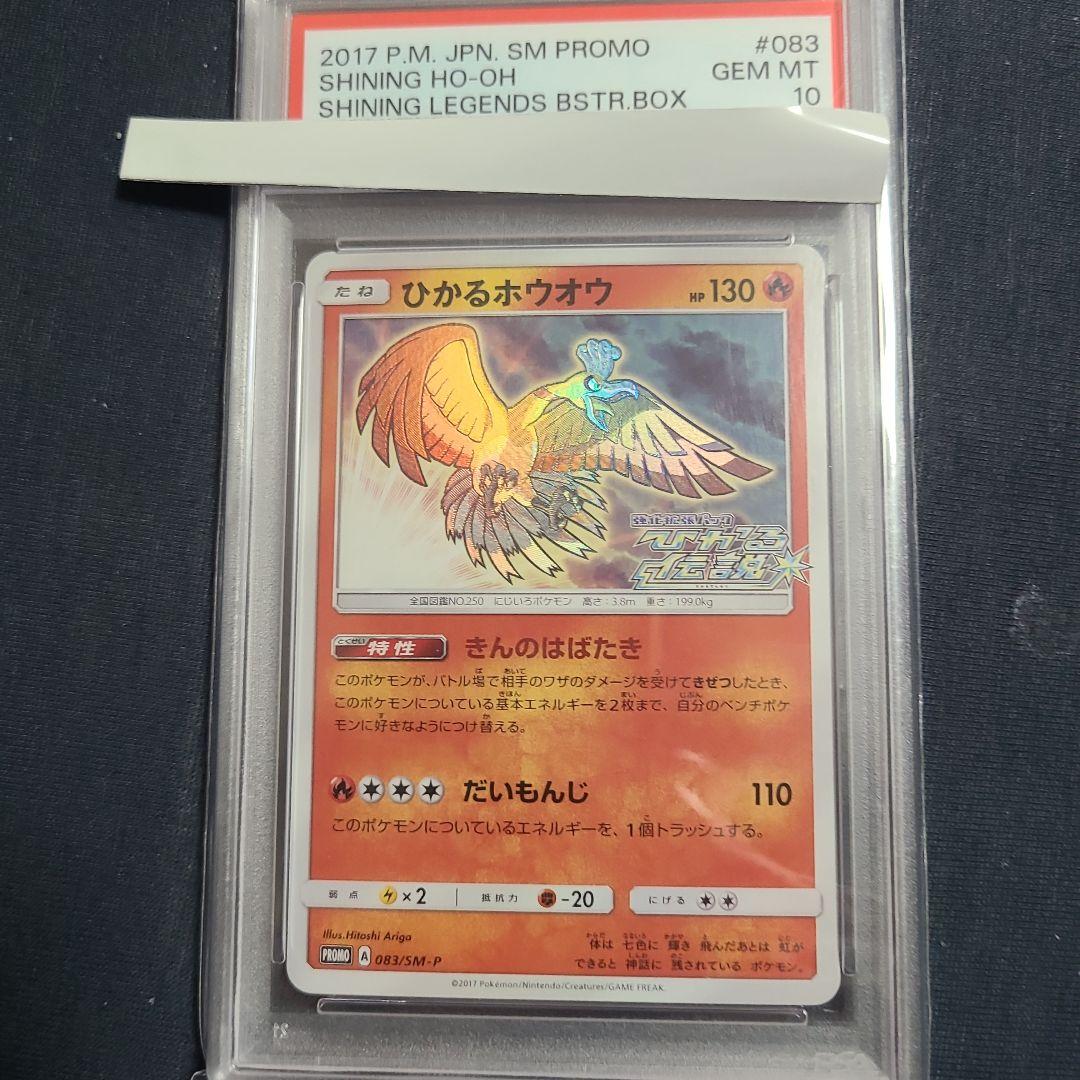 2017 P.M. JPN. SM PROMO #083
SHINING HO-OH GEM MT
SHINING LEGENDS BSTR.BOX 10
たね ひかるホウオウ HP 130
強化拡張パック
ひかる
伝説
全国図鑑NO.250 にじいろポケモン 高さ：3.8m 重さ：199.0kg
とくせい
特性 きんのはばたき
このポケモンが、バトル場で相手のワザのダメージを受けてきぜつしたとき、
このポケモンについている基本エネルギーを2枚まで、自分のベンチポケ
モンに好きなようにつけ替える。
だいもんじ 110
このポケモンについているエネルギーを、1個トラッシュする。
弱点 ×2 抵抗力 -20 にげる
Illus.Hitoshi Ariga
体は 七色に 輝き 飛んだあとは 虹が
できると 神話に 残されている ポケモン。
PROMO A 083/SM-P
©2017 Pokémon/Nintendo/Creatures/GAME FREAK.